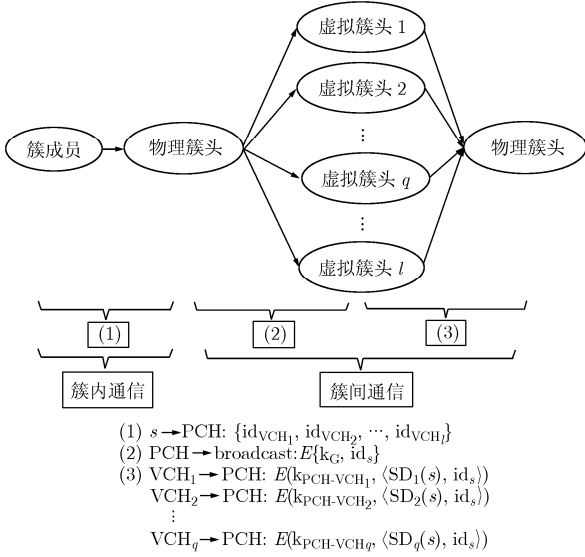 虚拟簇头 1
虚拟簇头 2
⋮
簇成员 物理簇头 虚拟簇头 q 物理簇头
⋮
虚拟簇头 l
(1) (2) (3)
簇内通信 簇间通信
(1) s→PCH: {id_VCH₁, id_VCH₂, ⋯, id_VCHₗ}
(2) PCH→broadcast:E{k_G, id_s}
(3) VCH₁→PCH: E(k_PCH-VCH₁, ⟨SD₁(s), id_s⟩)
VCH₂→PCH: E(k_PCH-VCH₂, ⟨SD₂(s), id_s⟩)
⋮
VCH_q→PCH: E(k_PCH-VCH_q, ⟨SD_q(s), id_s⟩)